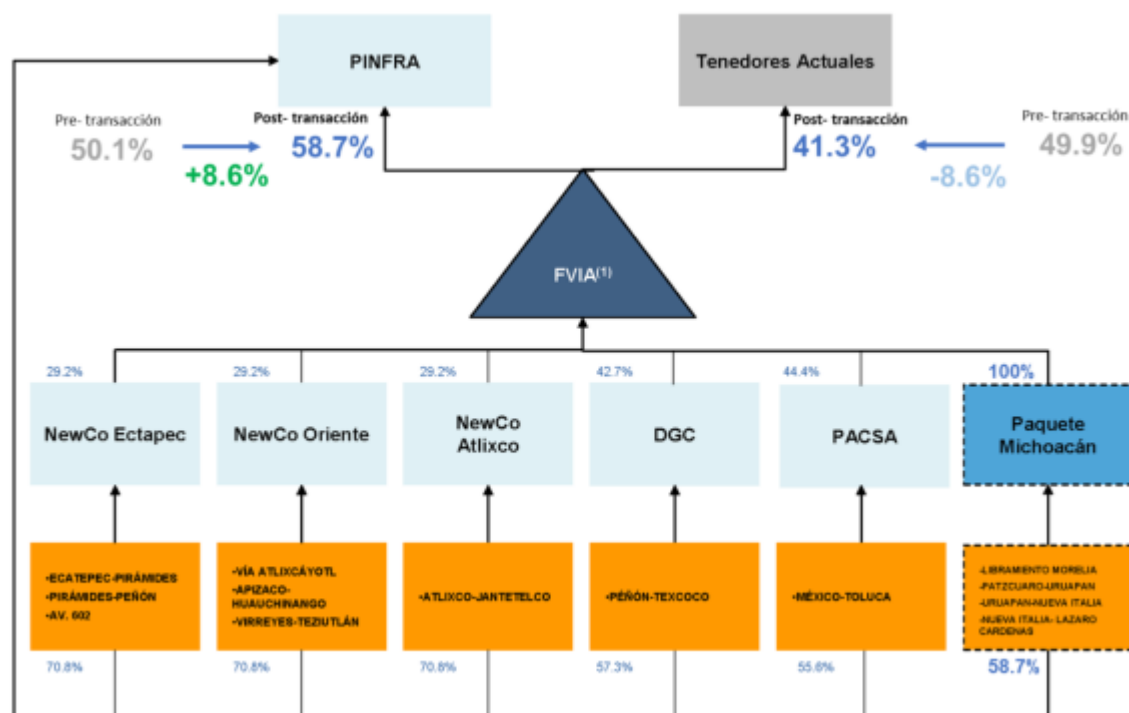 PINFRA
Tenedores Actuales
Pre- transacción
50.1%
+8.6%
Post- transacción
58.7%
Post- transacción
41.3%
-8.6%
Pre- transacción
49.9%
FVIA(1)
29.2%
29.2%
29.2%
42.7%
44.4%
100%
NewCo Ectapec
NewCo Oriente
NewCo
Atlixco
DGC
PACSA
Paquete
Michoacán
•ECATEPEC-PIRÁMIDES
•PIRÁMIDES-PEÑÓN
•AV. 602
•VÍA ATLIXCÁYOTL
•APIZACO-
HUAUCHINANGO
•VIRREYES-TEZIUTLÁN
•ATLIXCO-JANTETELCO
•PÉÑÓN-TEXCOCO
•MÉXICO-TOLUCA
-LIBRAMIENTO MORELIA
-PATZCUARO-URUAPAN
-URUAPAN-NUEVA ITALIA
-NUEVA ITALIA- LAZARO
CARDENAS
70.8%
70.8%
70.8%
57.3%
55.6%
58.7%